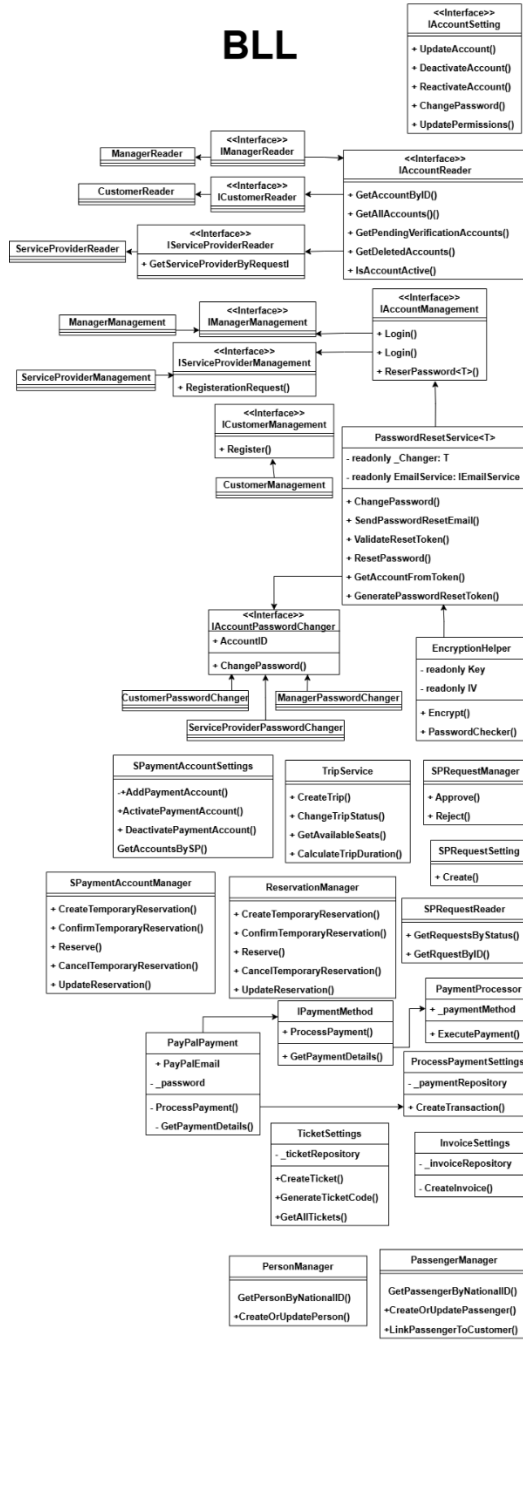 BLL
<<Interface>>
IAccountSetting
+ UpdateAccount()
+ DeactivateAccount()
+ ReactivateAccount()
+ ChangePassword()
+ UpdatePermissions()
ManagerReader
<<Interface>>
IManagerReader
<<Interface>>
IAccountReader
+ GetAccountByID()
+ GetAllAccounts()()
+ GetPendingVerificationAccounts()
+ GetDeletedAccounts()
+ IsAccountActive()
CustomerReader
<<Interface>>
ICustomerReader
ServiceProviderReader
<<Interface>>
IServiceProviderReader
+ GetServiceProviderByRequestI
<<Interface>>
IAccountManagement
+ Login()
+ Login()
+ ReserPassword<T>()
ManagerManagement
<<Interface>>
IManagerManagement
ServiceProviderManagement
<<Interface>>
IServiceProviderManagement
+ RegisterationRequest()
<<Interface>>
ICustomerManagement
+ Register()
CustomerManagement
PasswordResetService<T>
- readonly _Changer: T
- readonly EmailService: IEmailService
+ ChangePassword()
+ SendPasswordResetEmail()
+ ValidateResetToken()
+ ResetPassword()
+ GetAccountFromToken()
+ GeneratePasswordResetToken()
<<Interface>>
IAccountPasswordChanger
+ AccountID
+ ChangePassword()
CustomerPasswordChanger
ManagerPasswordChanger
ServiceProviderPasswordChanger
EncryptionHelper
- readonly Key
- readonly IV
+ Encrypt()
+ PasswordChecker()
SPaymentAccountSettings
-+AddPaymentAccount()
+ActivatePaymentAccount()
+ DeactivatePaymentAccount()
GetAccountsBySP()
TripService
+ CreateTrip()
+ ChangeTripStatus()
+ GetAvailableSeats()
+ CalculateTripDuration()
SPRequestManager
+ Approve()
+ Reject()
SPRequestSetting
+ Create()
SPaymentAccountManager
+ CreateTemporaryReservation()
+ ConfirmTemporaryReservation()
+ Reserve()
+ CancelTemporaryReservation()
+ UpdateReservation()
ReservationManager
+ CreateTemporaryReservation()
+ ConfirmTemporaryReservation()
+ Reserve()
+ CancelTemporaryReservation()
+ UpdateReservation()
SPRequestReader
+ GetRequestsByStatus()
+ GetRquestByID()
IPaymentMethod
+ ProcessPayment()
+ GetPaymentDetails()
PaymentProcessor
+ _paymentMethod
+ ExecutePayment()
PayPalPayment
+ PayPalEmail
- _password
- ProcessPayment()
- GetPaymentDetails()
ProcessPaymentSettings
- _paymentRepository
+ CreateTransaction()
TicketSettings
- _ticketRepository
+CreateTicket()
+GenerateTicketCode()
+GetAllTickets()
InvoiceSettings
- _invoiceRepository
- CreateInvoice()
PersonManager
GetPersonByNationalID()
+CreateOrUpdatePerson()
PassengerManager
GetPassengerByNationalID()
+CreateOrUpdatePassenger()
+LinkPassengerToCustomer()